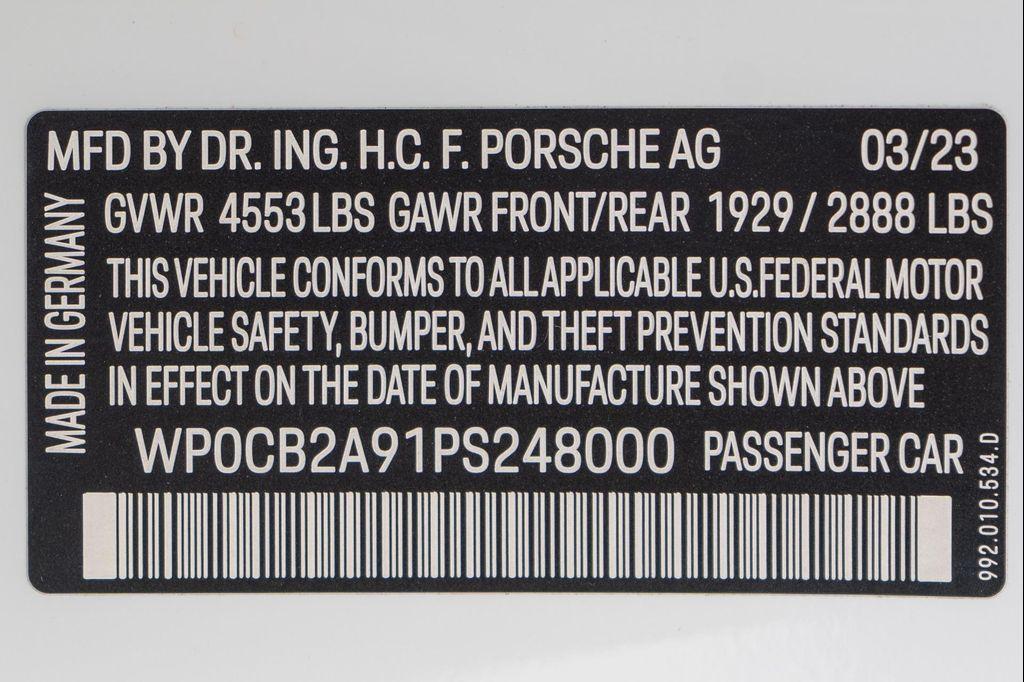 MFD BY DR. ING. H.C. F. PORSCHE AG 03/23
GVWR 4553 LBS GAWR FRONT/REAR 1929 / 2888 LBS
THIS VEHICLE CONFORMS TO ALL APPLICABLE U.S.FEDERAL MOTOR
VEHICLE SAFETY, BUMPER, AND THEFT PREVENTION STANDARDS
IN EFFECT ON THE DATE OF MANUFACTURE SHOWN ABOVE
WP0CB2A91PS248000 PASSENGER CAR
MADE IN GERMANY
992.010.534.D